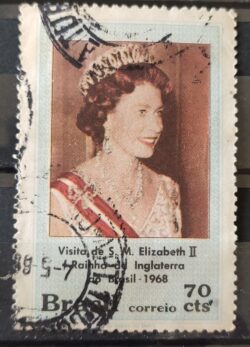 Visita de S. M. Elizabeth II
Rainha da Inglaterra
ao Brasil - 1968
Brasil 70
correio cts